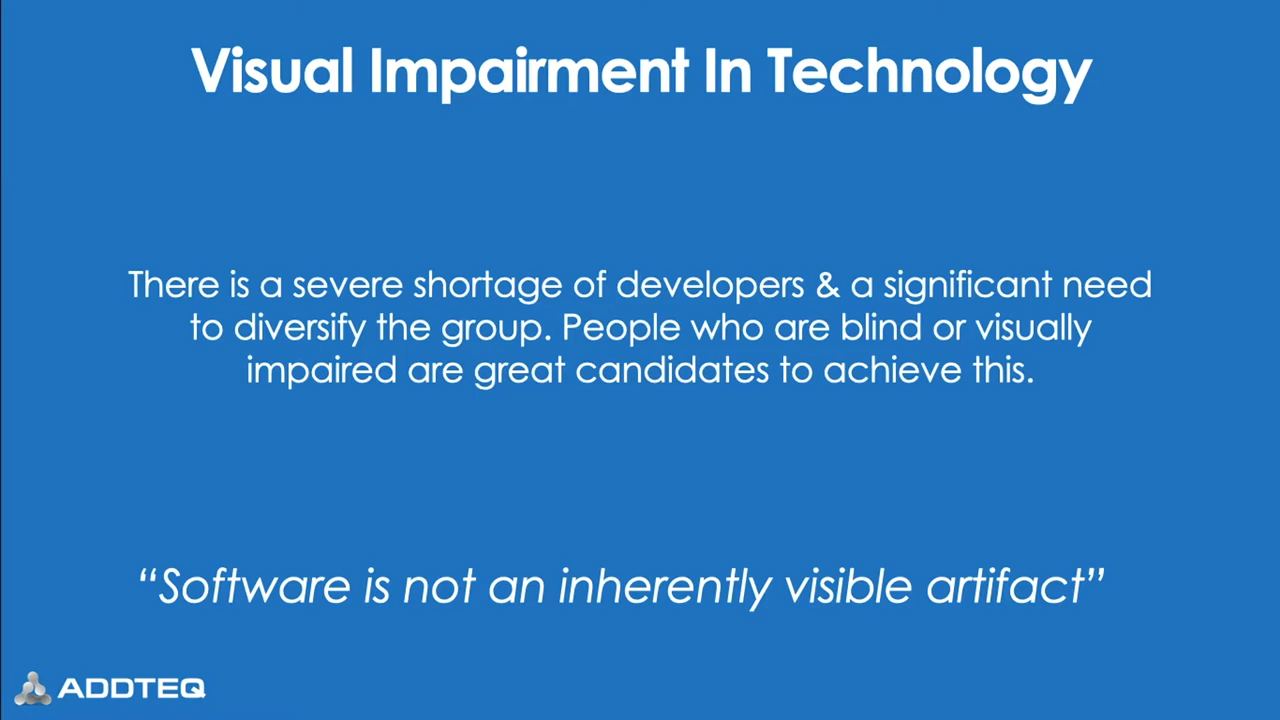 Visual Impairment In Technology
There is a severe shortage of developers & a significant need
to diversify the group. People who are blind or visually
impaired are great candidates to achieve this.
“Software is not an inherently visible artifact”
ADDTEQ